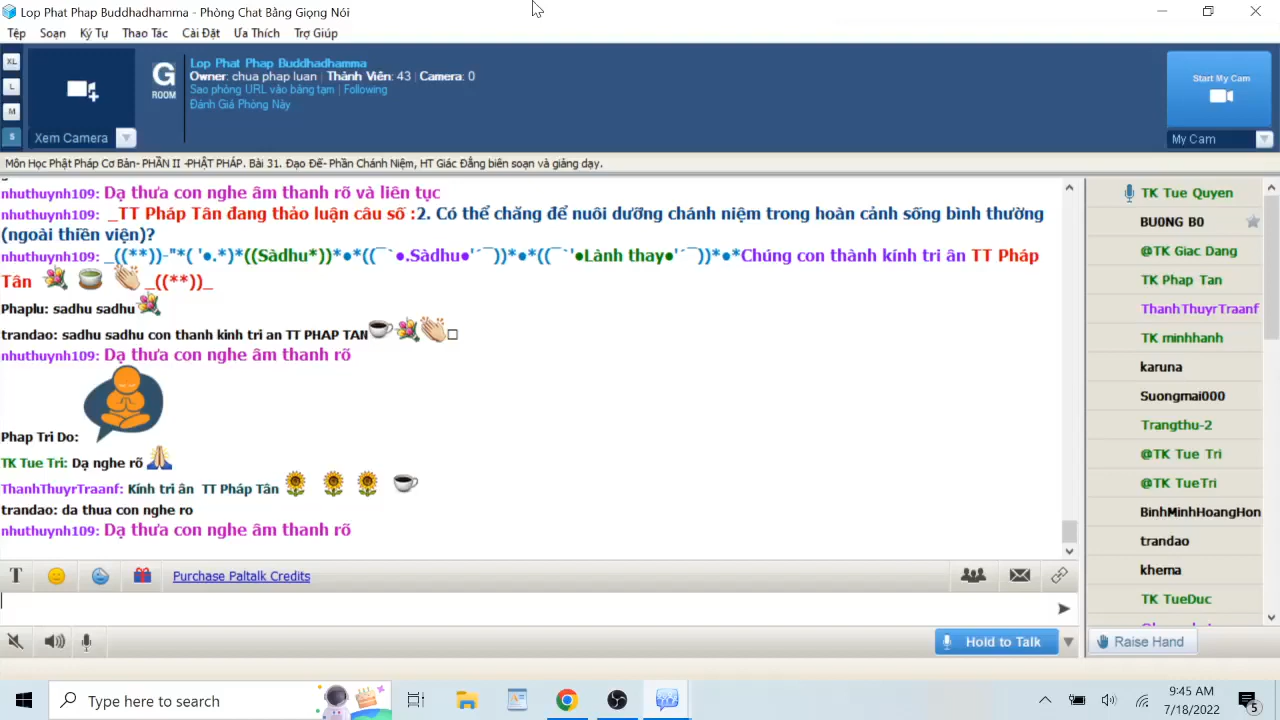 Lop Phat Phap Buddhadhamma - Phòng Chat Bằng Giọng Nói
Tệp Soạn Ký Tự Thao Tác Cài Đặt Ưa Thích Trợ Giúp
XL
L
M
S
Xem Camera
G
ROOM
Lop Phat Phap Buddhadhamma
Owner: chua phap luan | Thành Viên: 43 | Camera: 0
Sao phỏng URL vào bảng tạm | Following
Đánh Giá Phòng Này
Start My Cam
My Cam
Môn Học Phật Pháp Cơ Bản- PHẦN II -PHẬT PHÁP. Bài 31. Đạo Đế- Phần Chánh Niệm, HT Giác Đẳng biên soạn và giảng dạy.
nhuthuynh109: Dạ thưa con nghe âm thanh rõ và liên tục
nhuthuynh109: _TT Pháp Tân đang thảo luận câu số :2. Có thể chăng để nuôi dưỡng chánh niệm trong hoàn cảnh sống bình thường
(ngoài thiền viện)?
nhuthuynh109: _((**))-"*( '●.*)*((Sàdhu*))*●*((¯`●.Sàdhu●'´¯))*●*((¯`'●Lành thay●'´¯))*●*Chúng con thành kính tri ân TT Pháp
Tân _((**))_
Phaplu: sadhu sadhu
trandao: sadhu sadhu con thanh kinh tri an TT PHAP TAN
nhuthuynh109: Dạ thưa con nghe âm thanh rõ
Phap Tri Do:
TK Tue Tri: Dạ nghe rõ
ThanhThuyrTraanf: Kính tri ân TT Pháp Tân
trandao: da thua con nghe ro
nhuthuynh109: Dạ thưa con nghe âm thanh rõ
TK Tue Quyen
BU0NG B0
@TK Giac Dang
TK Phap Tan
ThanhThuyrTraanf
TK minhhanh
karuna
Suongmai000
Trangthu-2
@TK Tue Tri
@TK TueTri
BinhMinhHoangHon
trandao
khema
TK TueDuc
T
Purchase Paltalk Credits
Hold to Talk
Raise Hand
Type here to search
9:45 AM
7/18/2022
5